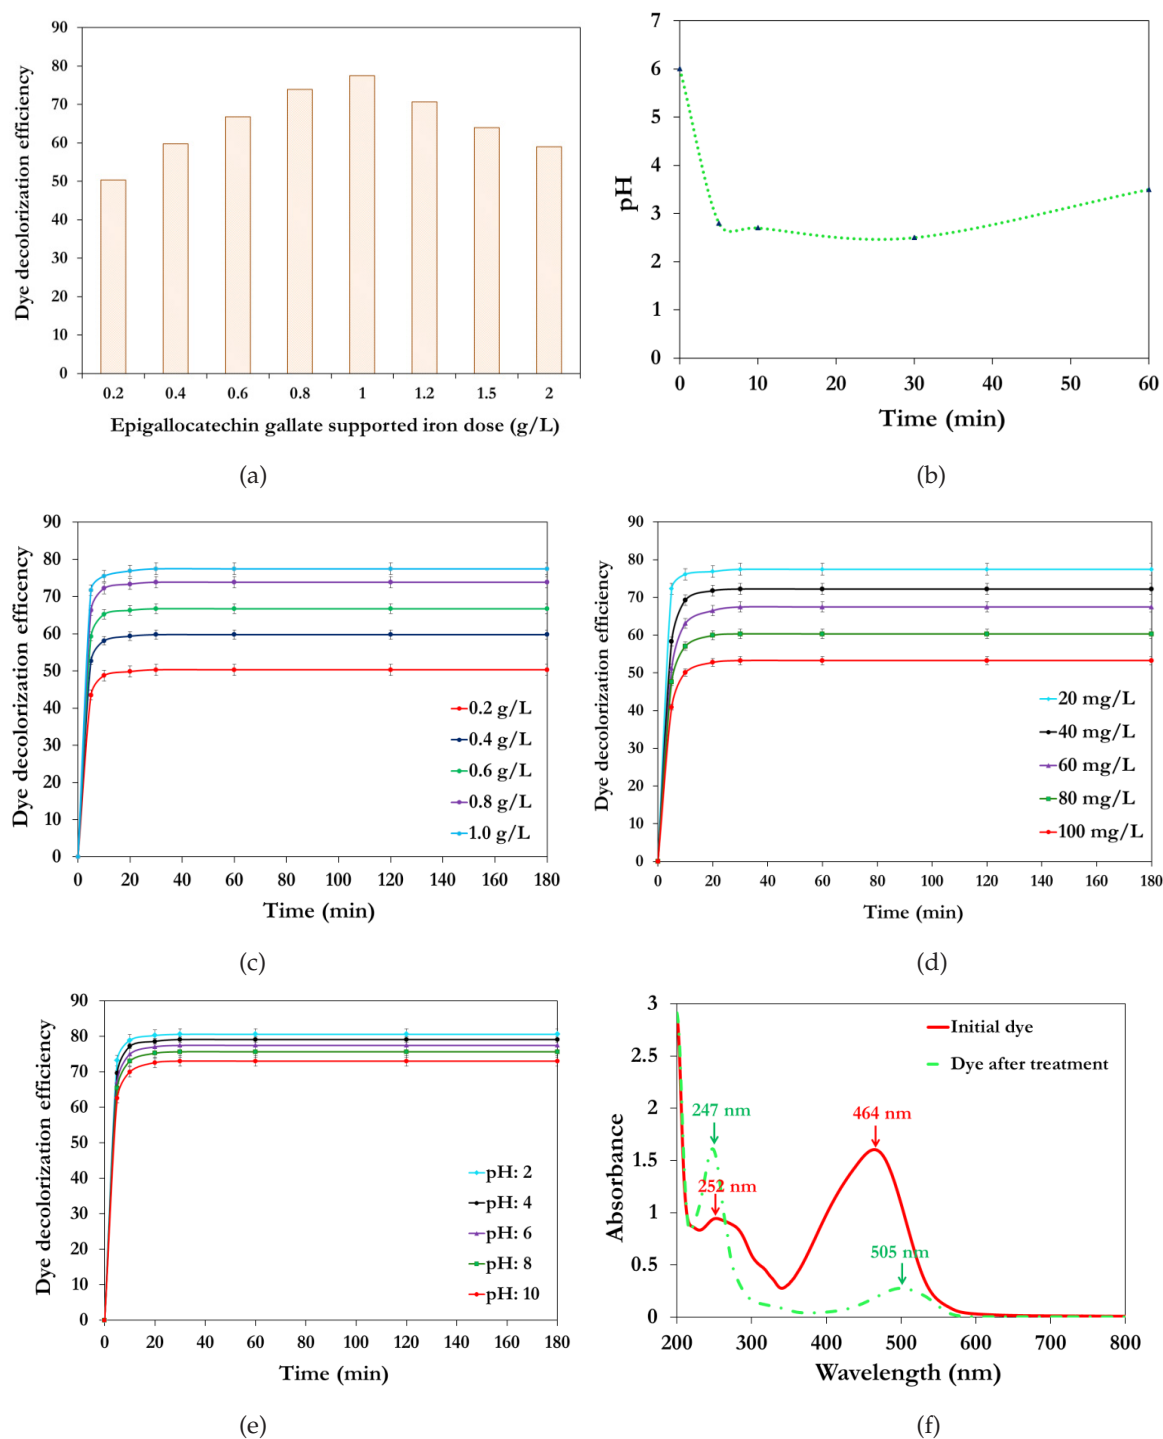 Dye decolorization efficiency
90
80
70
60
50
40
30
20
10
0
0.2 0.4 0.6 0.8 1 1.2 1.5 2
Epigallocatechin gallate supported iron dose (g/L)
(a)
pH
7
6
5
4
3
2
1
0
0 10 20 30 40 50 60
Time (min)
(b)
Dye decolorization efficency
90
80
70
60
50
40
30
20
10
0
0.2 g/L
0.4 g/L
0.6 g/L
0.8 g/L
1.0 g/L
0 20 40 60 80 100 120 140 160 180
Time (min)
(c)
Dye decolorization efficiency
90
80
70
60
50
40
30
20
10
0
20 mg/L
40 mg/L
60 mg/L
80 mg/L
100 mg/L
0 20 40 60 80 100 120 140 160 180
Time (min)
(d)
Dye decolorization efficiency
90
80
70
60
50
40
30
20
10
0
pH: 2
pH: 4
pH: 6
pH: 8
pH: 10
0 20 40 60 80 100 120 140 160 180
Time (min)
(e)
Absorbance
3
2.5
2
1.5
1
0.5
0
Initial dye
Dye after treatment
247 nm
464 nm
252 nm
505 nm
200 300 400 500 600 700 800
Wavelength (nm)
(f)